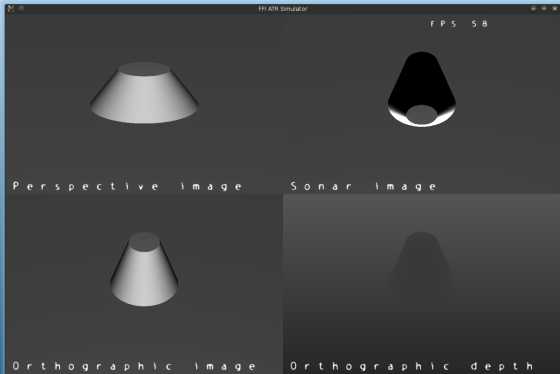 FFI ATR Simulator
FPS 58
Perspective image
Sonar image
Orthographic image
Orthographic depth